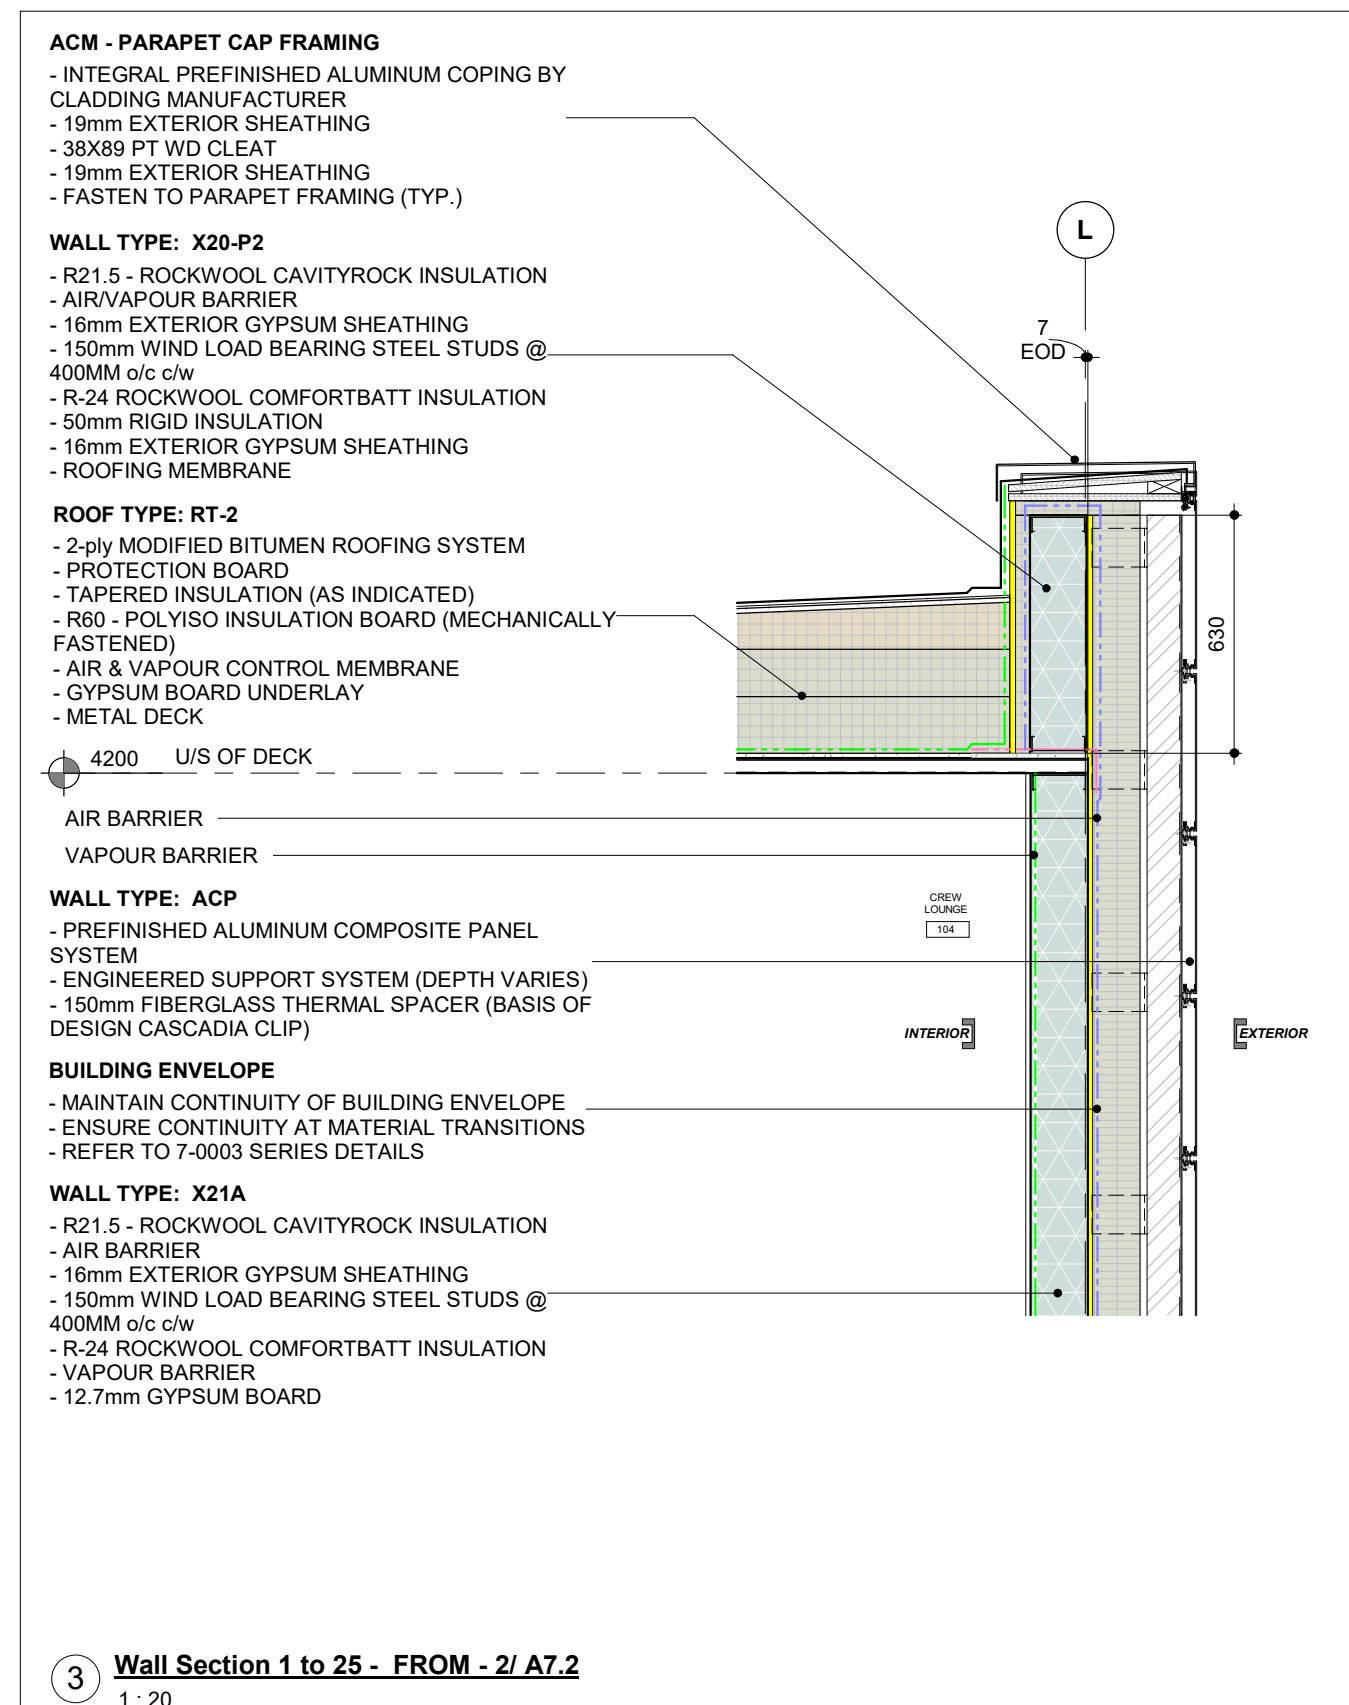 ACM - PARAPET CAP FRAMING
- INTEGRAL PREFINISHED ALUMINUM COPING BY
CLADDING MANUFACTURER
- 19mm EXTERIOR SHEATHING
- 38X89 PT WD CLEAT
- 19mm EXTERIOR SHEATHING
- FASTEN TO PARAPET FRAMING (TYP.)
WALL TYPE: X20-P2
- R21.5 - ROCKWOOL CAVITYROCK INSULATION
- AIR/VAPOUR BARRIER
- 16mm EXTERIOR GYPSUM SHEATHING
- 150mm WIND LOAD BEARING STEEL STUDS @
400MM o/c c/w
- R-24 ROCKWOOL COMFORTBATT INSULATION
- 50mm RIGID INSULATION
- 16mm EXTERIOR GYPSUM SHEATHING
- ROOFING MEMBRANE
L
7
EOD
ROOF TYPE: RT-2
- 2-ply MODIFIED BITUMEN ROOFING SYSTEM
- PROTECTION BOARD
- TAPERED INSULATION (AS INDICATED)
- R60 - POLYISO INSULATION BOARD (MECHANICALLY
FASTENED)
- AIR & VAPOUR CONTROL MEMBRANE
- GYPSUM BOARD UNDERLAY
- METAL DECK
630
4200 U/S OF DECK
AIR BARRIER
VAPOUR BARRIER
WALL TYPE: ACP
- PREFINISHED ALUMINUM COMPOSITE PANEL
SYSTEM
- ENGINEERED SUPPORT SYSTEM (DEPTH VARIES)
- 150mm FIBERGLASS THERMAL SPACER (BASIS OF
DESIGN CASCADIA CLIP)
CREW
LOUNGE
104
INTERIOR
EXTERIOR
BUILDING ENVELOPE
- MAINTAIN CONTINUITY OF BUILDING ENVELOPE
- ENSURE CONTINUITY AT MATERIAL TRANSITIONS
- REFER TO 7-0003 SERIES DETAILS
WALL TYPE: X21A
- R21.5 - ROCKWOOL CAVITYROCK INSULATION
- AIR BARRIER
- 16mm EXTERIOR GYPSUM SHEATHING
- 150mm WIND LOAD BEARING STEEL STUDS @
400MM o/c c/w
- R-24 ROCKWOOL COMFORTBATT INSULATION
- VAPOUR BARRIER
- 12.7mm GYPSUM BOARD
3 Wall Section 1 to 25 - FROM - 2/ A7.2
1 : 20